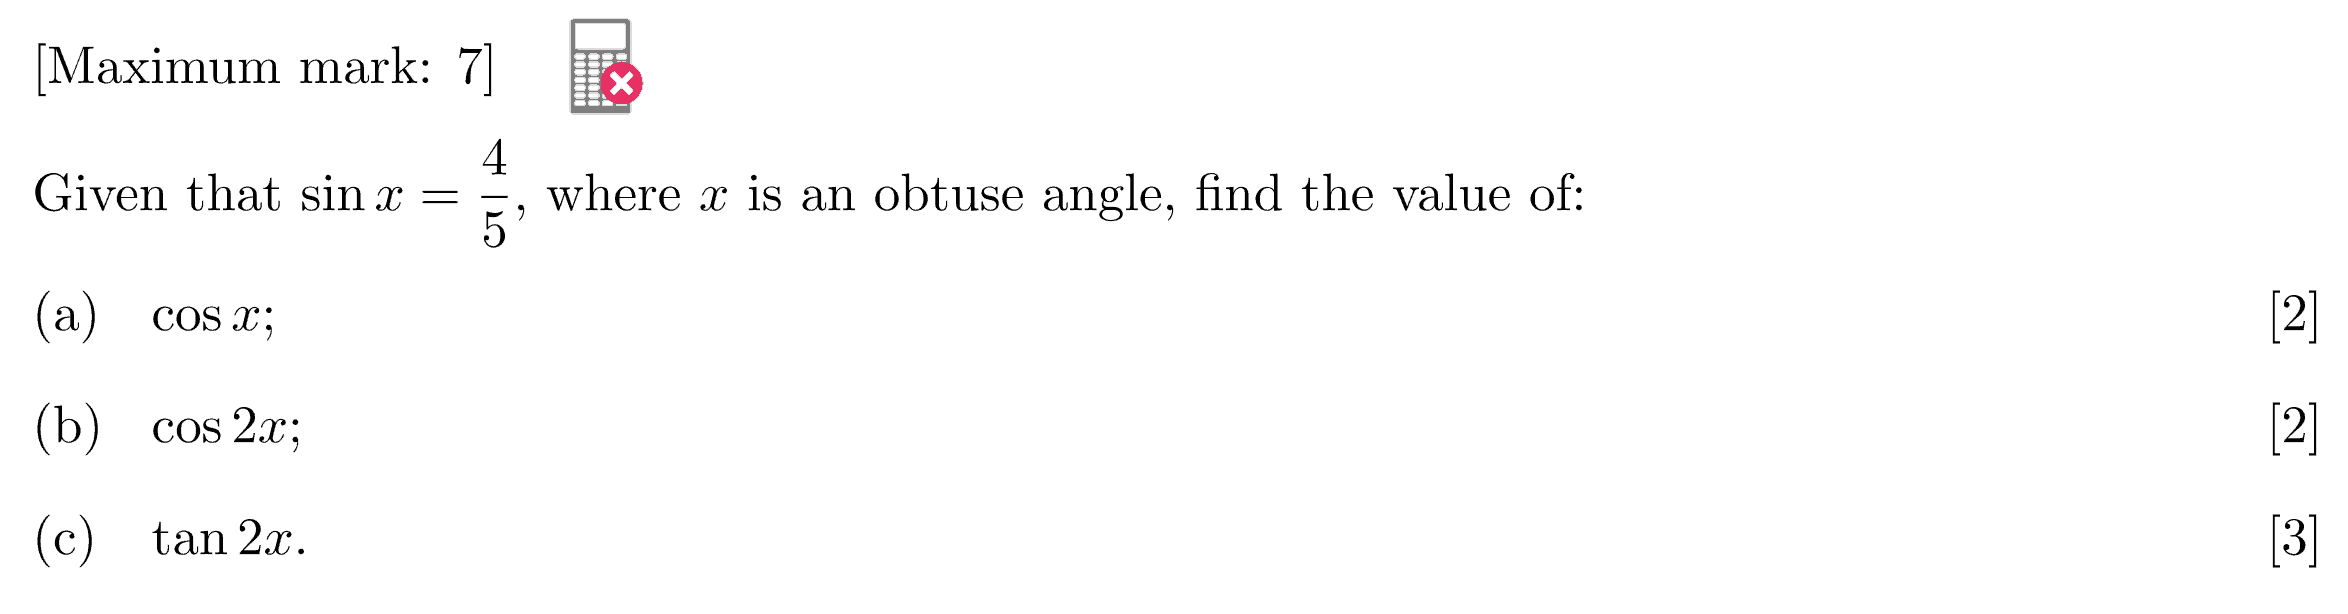 [Maximum mark: 7]
Given that sin x = 4/5, where x is an obtuse angle, find the value of:
(a) cos x; [2]
(b) cos 2x; [2]
(c) tan 2x. [3]